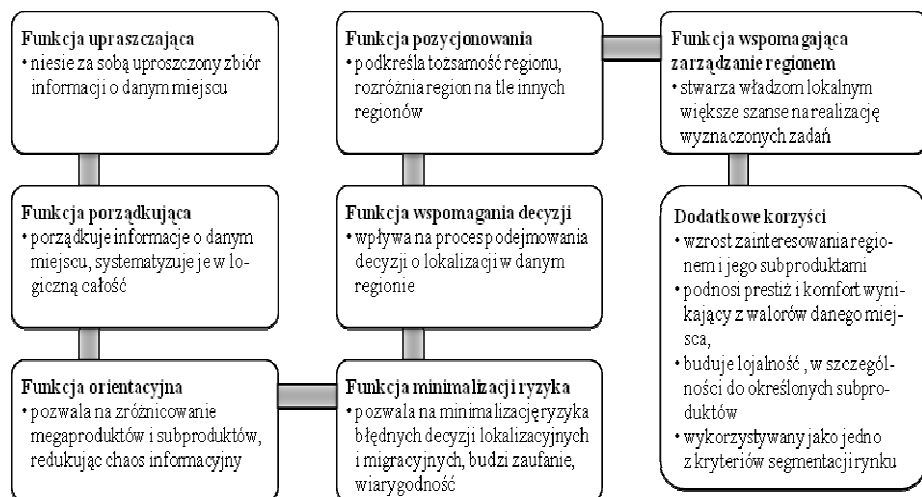 Funkcja upraszczająca
• niesie za sobą uproszczony zbiór
informacji o danym miejscu
Funkcja porządkująca
• porządkuje informacje o danym
miejscu, systematyzuje je w lo-
giczną całość
Funkcja orientacyjna
• pozwala na zróżnicowanie
megaproduktów i subproduktów,
redukując chaos informacyjny
Funkcja minimalizacji ryzyka
• pozwala na minimalizację ryzyka
błędnych decyzji lokalizacyjnych
i migracyjnych, budzi zaufanie,
wiarygodność
Funkcja wspomagania decyzji
• wpływa na proces podejmowania
decyzji o lokalizacji w danym
regionie
Funkcja pozycjonowania
• podkreśla tożsamość regionu,
rozróżnia region na tle innych
regionów
Funkcja wspomagająca
zarządzanie regionem
• stwarza władzom lokalnym
większe szanse na realizację
wyznaczonych zadań
Dodatkowe korzyści
• wzrost zainteresowania regio-
nem i jego subproduktami
• podnosi prestiż i komfort wyni-
kający z walorów danego miej-
sca,
• buduje lojalność , w szczegól-
ności do określonych subpro-
duktów
• wykorzystywany jako jedno
z kryteriów segmentacji rynku